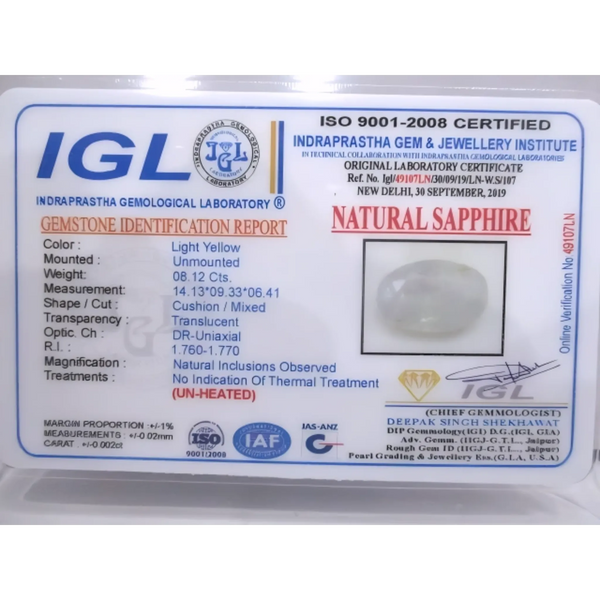 IGL
INDRAPRASTHA GEMOLOGICAL LABORATORY
IGL
INDRAPRASTHA GEMOLOGICAL LABORATORY ®
GEMSTONE IDENTIFICATION REPORT
Color : Light Yellow
Mounted : Unmounted
Weight: 08.12 Cts.
Measurement: 14.13*09.33*06.41
Shape / Cut : Cushion / Mixed
Transparency : Translucent
Optic. Ch : DR-Uniaxial
R.I. : 1.760-1.770
Magnification : Natural Inclusions Observed
Treatments : No Indication Of Thermal Treatment
(UN-HEATED)
MARGIN PROPORTION :+/-1%
MEASUREMENTS : +/-0.02mm
CARAT : +/-0.002ct
ISO
9001:2008
IAF
IAS-ANZ
ISO 9001-2008 CERTIFIED
INDRAPRASTHA GEM & JEWELLERY INSTITUTE
IN TECHNICAL COLLABORATION WITH INDRAPRASTHA GEMOLOGICAL LABORATORIES
ORIGINAL LABORATORY CERTIFICATE
Ref. No. Igl/49107LN/30/09/19/LN-W.S/107
NEW DELHI, 30 SEPTEMBER, 2019
NATURAL SAPPHIRE
Online Verification No 49107LN
IGL
(CHIEF GEMMOLOGIST)
DEEPAK SINGH SHEKHAWAT
DIP Gemmology(IGI) D.G.(IGI, GIA)
Adv. Gemm. (IIGJ-G.T.L., Jaipur)
Rough Gem ID (IIGJ-G.T.L., Jaipur)
Pearl Grading & Jewellery Ess.(G.I.A, U.S.A)